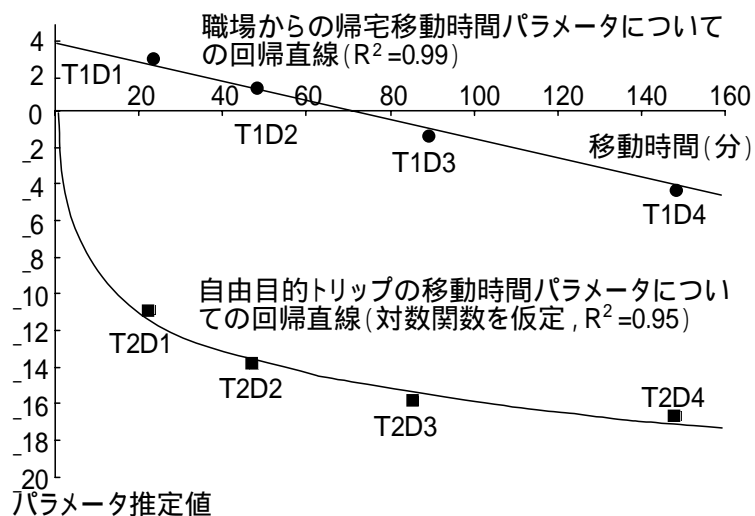 職場からの帰宅移動時間パラメータについて
の回帰直線(R²=0.99)
4
2
0
_2
_4
_6
_8
_10
_12
_14
_16
_18
_20
20 40 60 80 100 120 140 160
移動時間(分)
T1D1
T1D2
T1D3
T1D4
自由目的トリップの移動時間パラメータについ
ての回帰直線(対数関数を仮定, R²=0.95)
T2D1
T2D2
T2D3
T2D4
パラメータ推定値